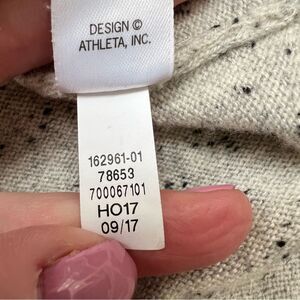 DESIGN ©
ATHLETA, INC.
162961-01
78653
700067101
HO17
09/17